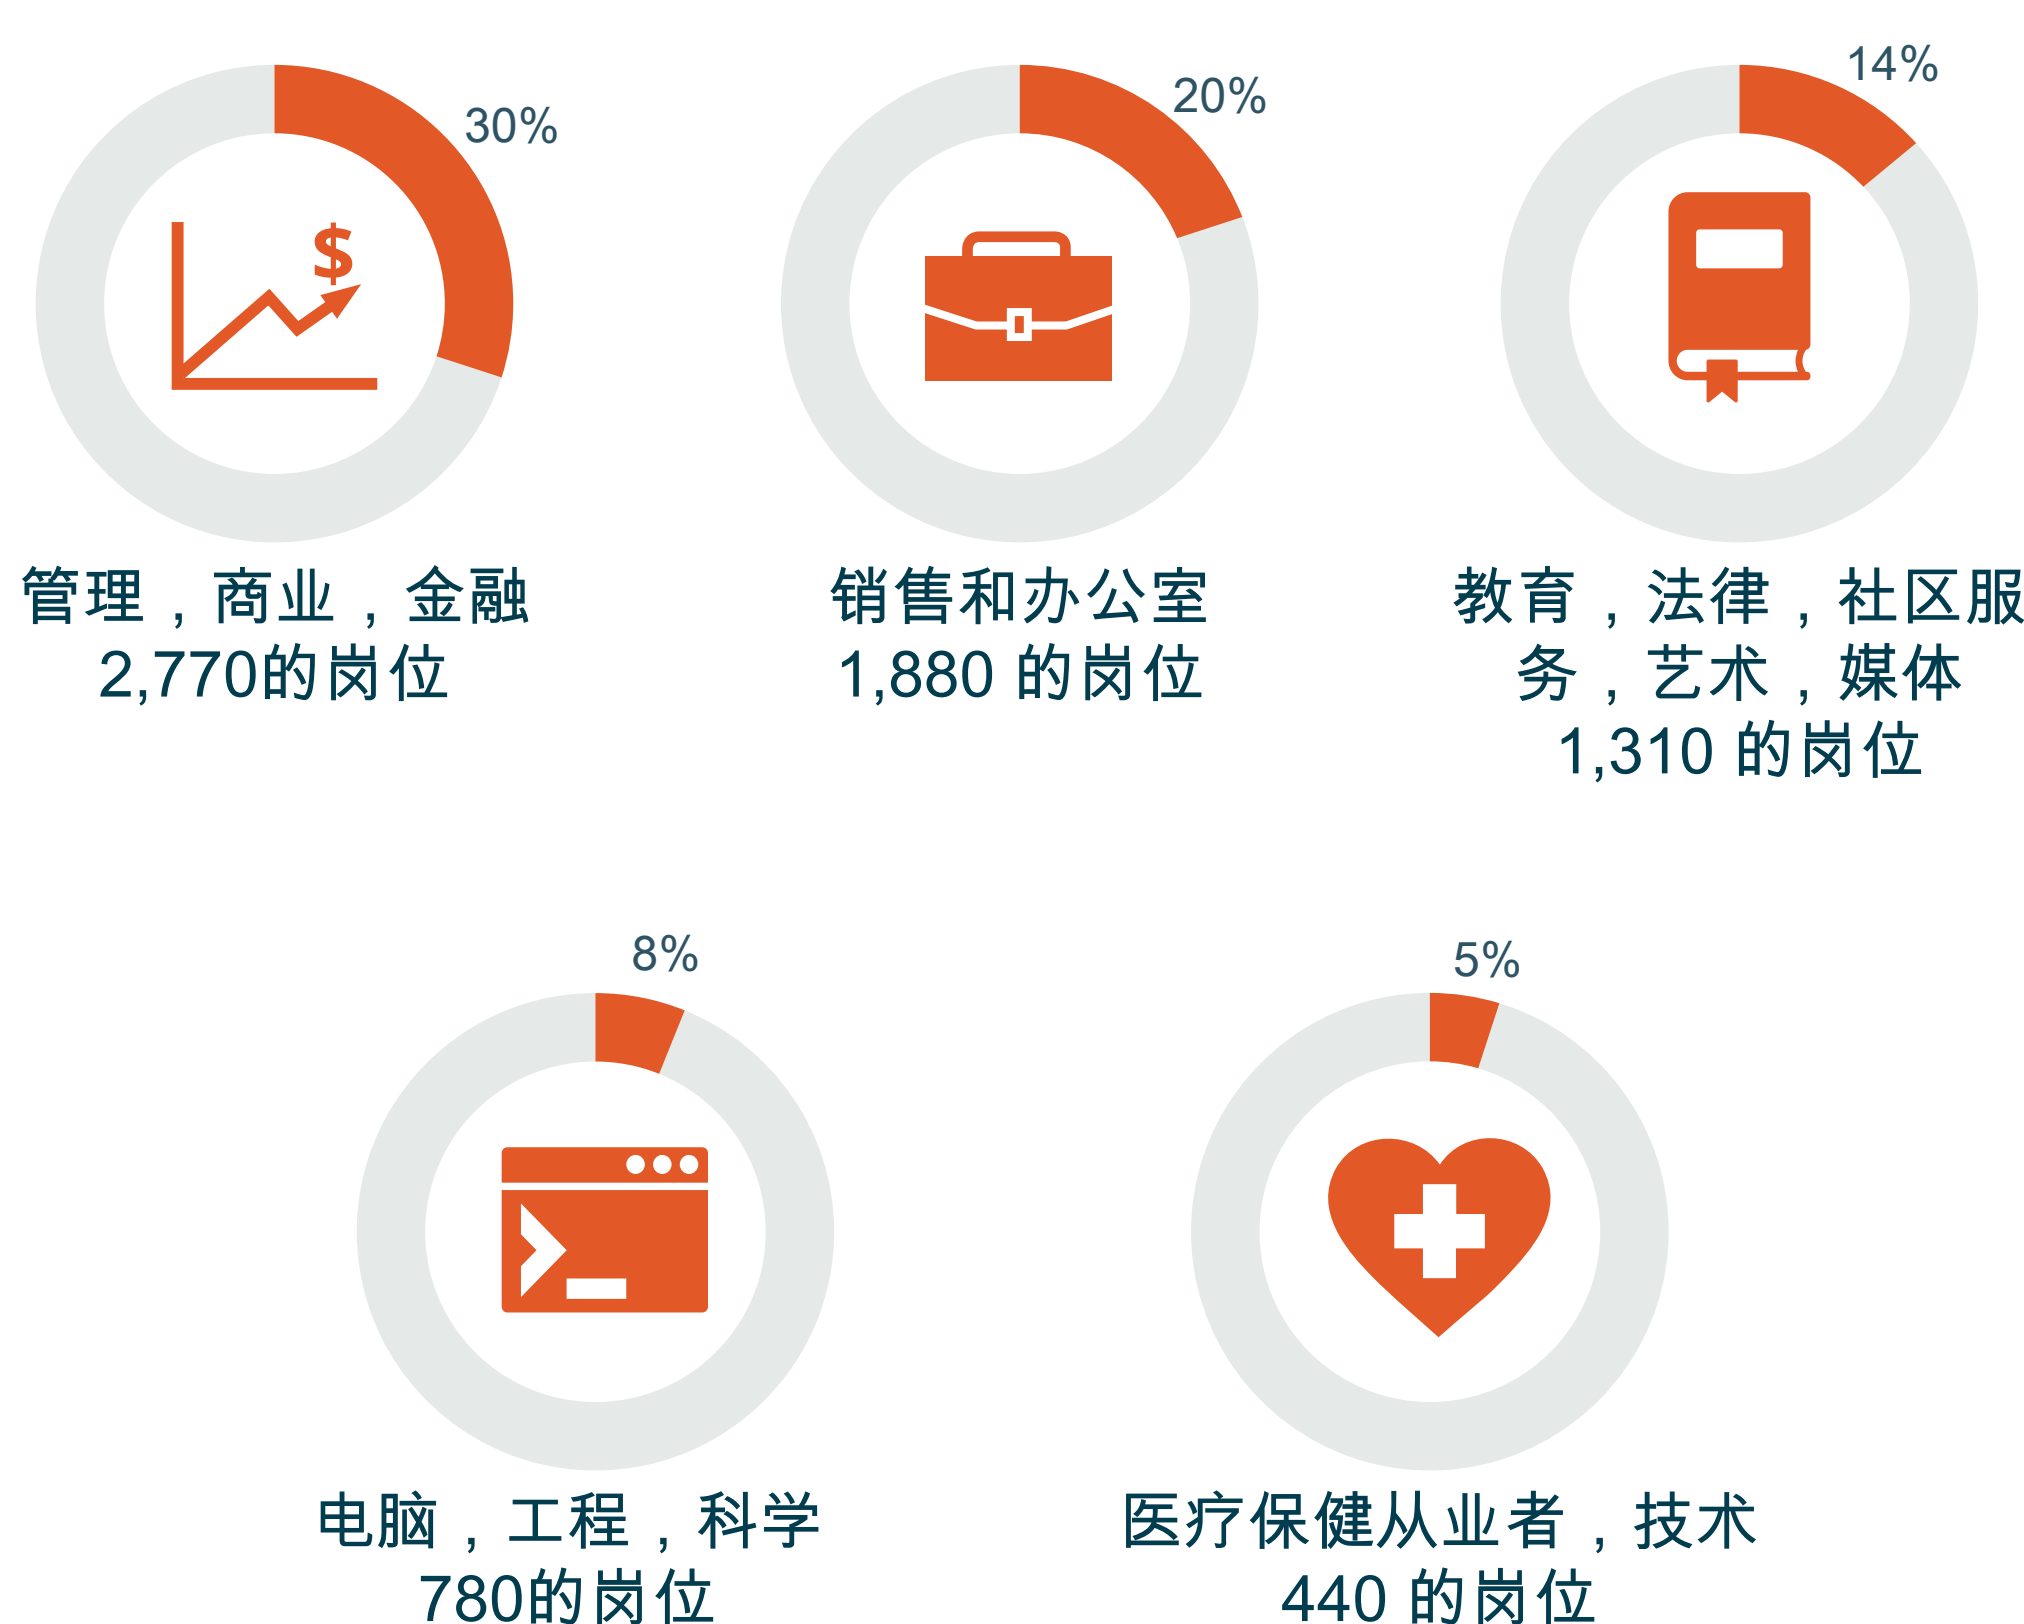 30%
20%
14%
$
管理，商业，金融
2,770的岗位
销售和办公室
1,880 的岗位
教育，法律，社区服
务，艺术，媒体
1,310 的岗位
8%
5%
电脑，工程，科学
780的岗位
医疗保健从业者，技术
440 的岗位